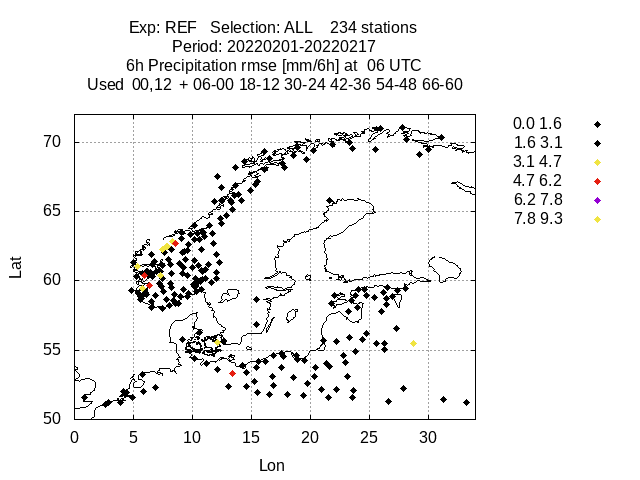 Exp: REF   Selection: ALL    234 stations
Period: 20220201-20220217
6h Precipitation rmse [mm/6h] at  06 UTC
Used  00,12  + 06-00 18-12 30-24 42-36 54-48 66-60
70
65
60
55
50
0 5 10 15 20 25 30
Lat
Lon
0.0 1.6
1.6 3.1
3.1 4.7
4.7 6.2
6.2 7.8
7.8 9.3